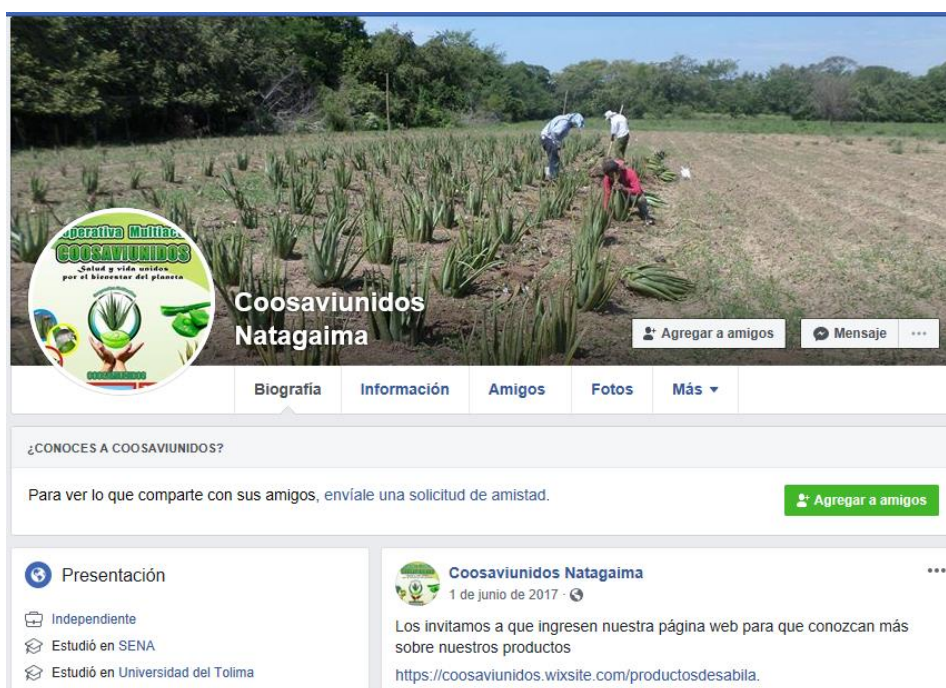 Cooperativa Multiac
COOSAVIUNIDOS
Salud y vida unidos
por el bienestar del planeta
COOSAVIUNIDOS
Coosaviunidos
Natagaima
Agregar a amigos
Mensaje
Biografía
Información
Amigos
Fotos
Más
¿CONOCES A COOSAVIUNIDOS?
Para ver lo que comparte con sus amigos, envíale una solicitud de amistad.
Agregar a amigos
Presentación
Independiente
Estudió en SENA
Estudió en Universidad del Tolima
Coosaviunidos Natagaima
1 de junio de 2017 ·
Los invitamos a que ingresen nuestra página web para que conozcan más
sobre nuestros productos
https://coosaviunidos.wixsite.com/productosdesabila.